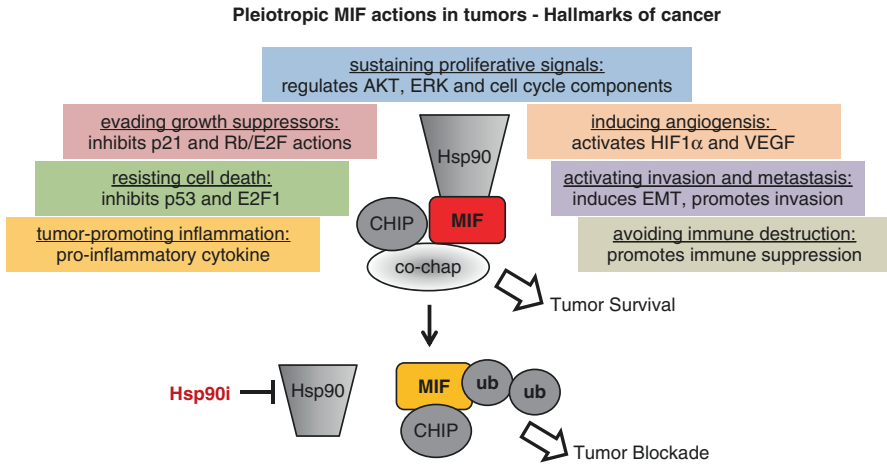 Pleiotropic MIF actions in tumors - Hallmarks of cancer
sustaining proliferative signals:
regulates AKT, ERK and cell cycle components
evading growth suppressors:
inhibits p21 and Rb/E2F actions
inducing angiogensis:
activates HIF1α and VEGF
resisting cell death:
inhibits p53 and E2F1
activating invasion and metastasis:
induces EMT, promotes invasion
tumor-promoting inflammation:
pro-inflammatory cytokine
avoiding immune destruction:
promotes immune suppression
Hsp90
CHIP
MIF
co-chap
Tumor Survival
Hsp90i
Hsp90
MIF
ub
ub
CHIP
Tumor Blockade